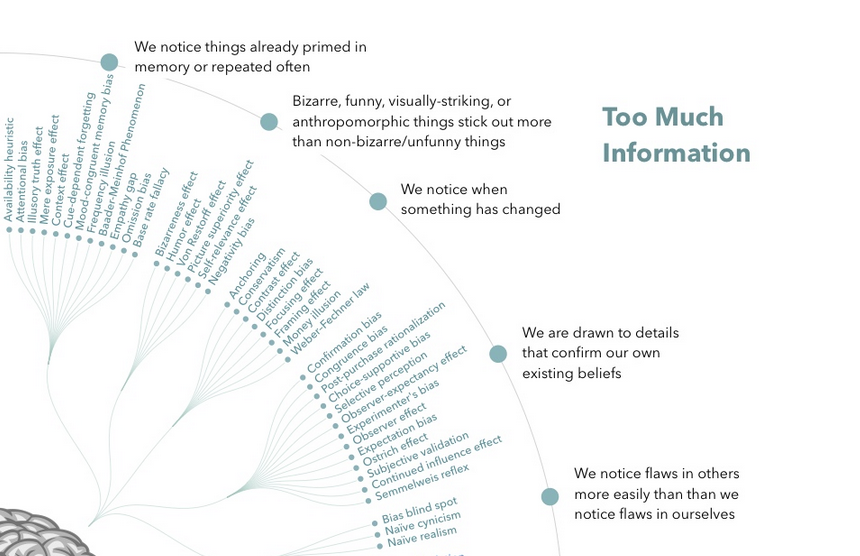 We notice things already primed in
memory or repeated often
Bizarre, funny, visually-striking, or
anthropomorphic things stick out more
than non-bizarre/unfunny things
Too Much
Information
We notice when
something has changed
We are drawn to details
that confirm our own
existing beliefs
We notice flaws in others
more easily than than we
notice flaws in ourselves
Availability heuristic
Attentional bias
Illusory truth effect
Mere exposure effect
Context effect
Cue-dependent forgetting
Mood-congruent memory bias
Frequency illusion
Baader-Meinhof Phenomenon
Empathy gap
Omission bias
Base rate fallacy
Bizarreness effect
Humor effect
Von Restorff effect
Picture superiority effect
Self-relevance effect
Negativity bias
Anchoring
Conservatism
Contrast effect
Distinction bias
Focusing effect
Framing effect
Money illusion
Weber-Fechner law
Confirmation bias
Congruence bias
Post-purchase rationalization
Choice-supportive bias
Selective perception
Observer-expectancy effect
Experimenter's bias
Observer effect
Expectation bias
Ostrich effect
Subjective validation
Continued influence effect
Semmelweis reflex
Bias blind spot
Naïve cynicism
Naïve realism